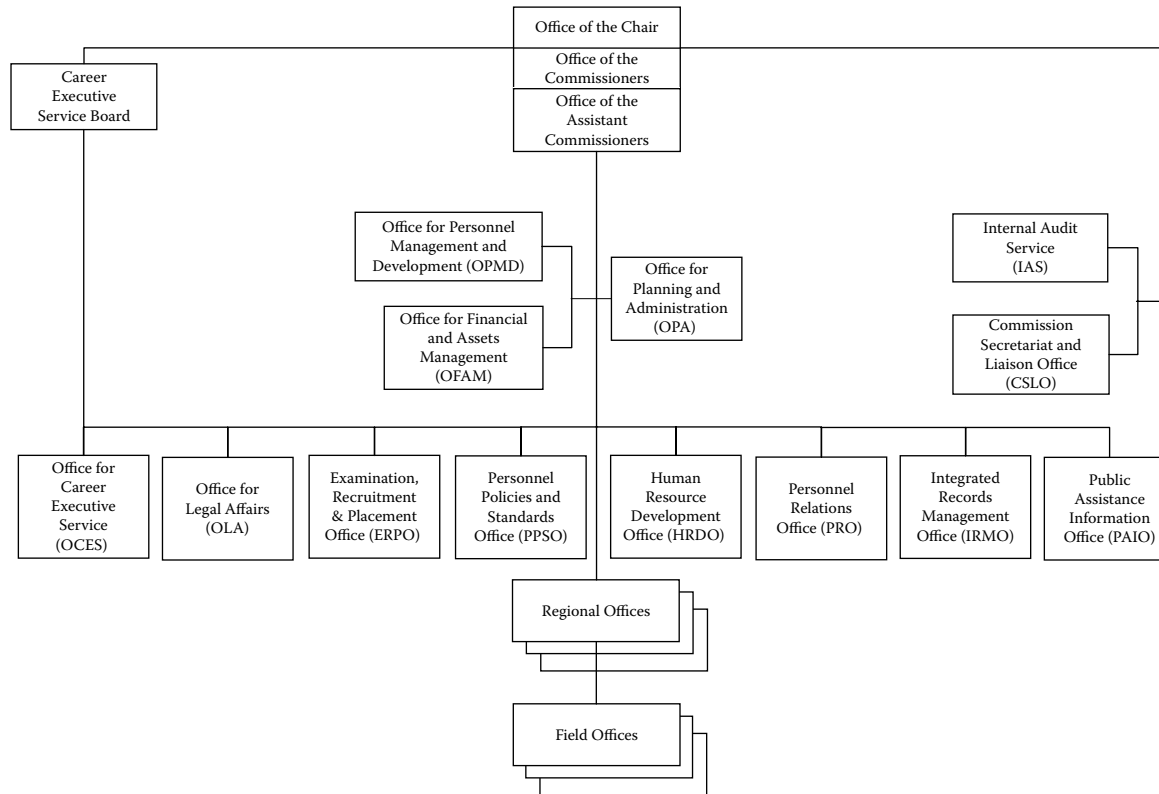 Office of the Chair
Office of the
Commissioners
Office of the
Assistant
Commissioners
Career
Executive
Service Board
Office for Personnel
Management and
Development (OPMD)
Office for
Planning and
Administration
(OPA)
Office for Financial
and Assets
Management
(OFAM)
Internal Audit
Service
(IAS)
Commission
Secretariat and
Liaison Office
(CSLO)
Office for
Career
Executive
Service
(OCES)
Office for
Legal Affairs
(OLA)
Examination,
Recruitment
& Placement
Office (ERPO)
Personnel
Policies and
Standards
Office (PPSO)
Human
Resource
Development
Office (HRDO)
Personnel
Relations
Office (PRO)
Integrated
Records
Management
Office (IRMO)
Public
Assistance
Information
Office (PAIO)
Regional Offices
Field Offices